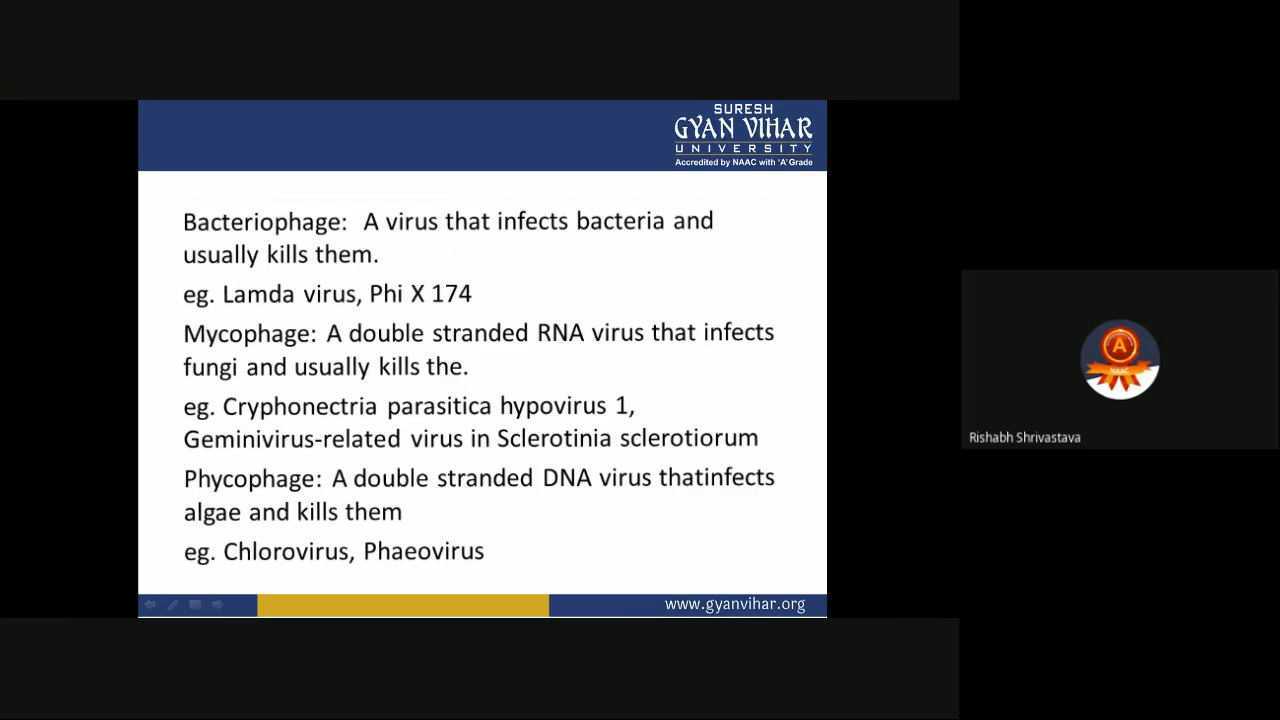 SURESH
GYAN VIHAR
UNIVERSITY
Accredited by NAAC with 'A' Grade
Bacteriophage: A virus that infects bacteria and
usually kills them.
eg. Lamda virus, Phi X 174
Mycophage: A double stranded RNA virus that infects
fungi and usually kills the.
eg. Cryphonectria parasitica hypovirus 1,
Geminivirus-related virus in Sclerotinia sclerotiorum
Phycophage: A double stranded DNA virus thatinfects
algae and kills them
eg. Chlorovirus, Phaeovirus
www.gyanvihar.org
A
NAAC
Rishabh Shrivastava